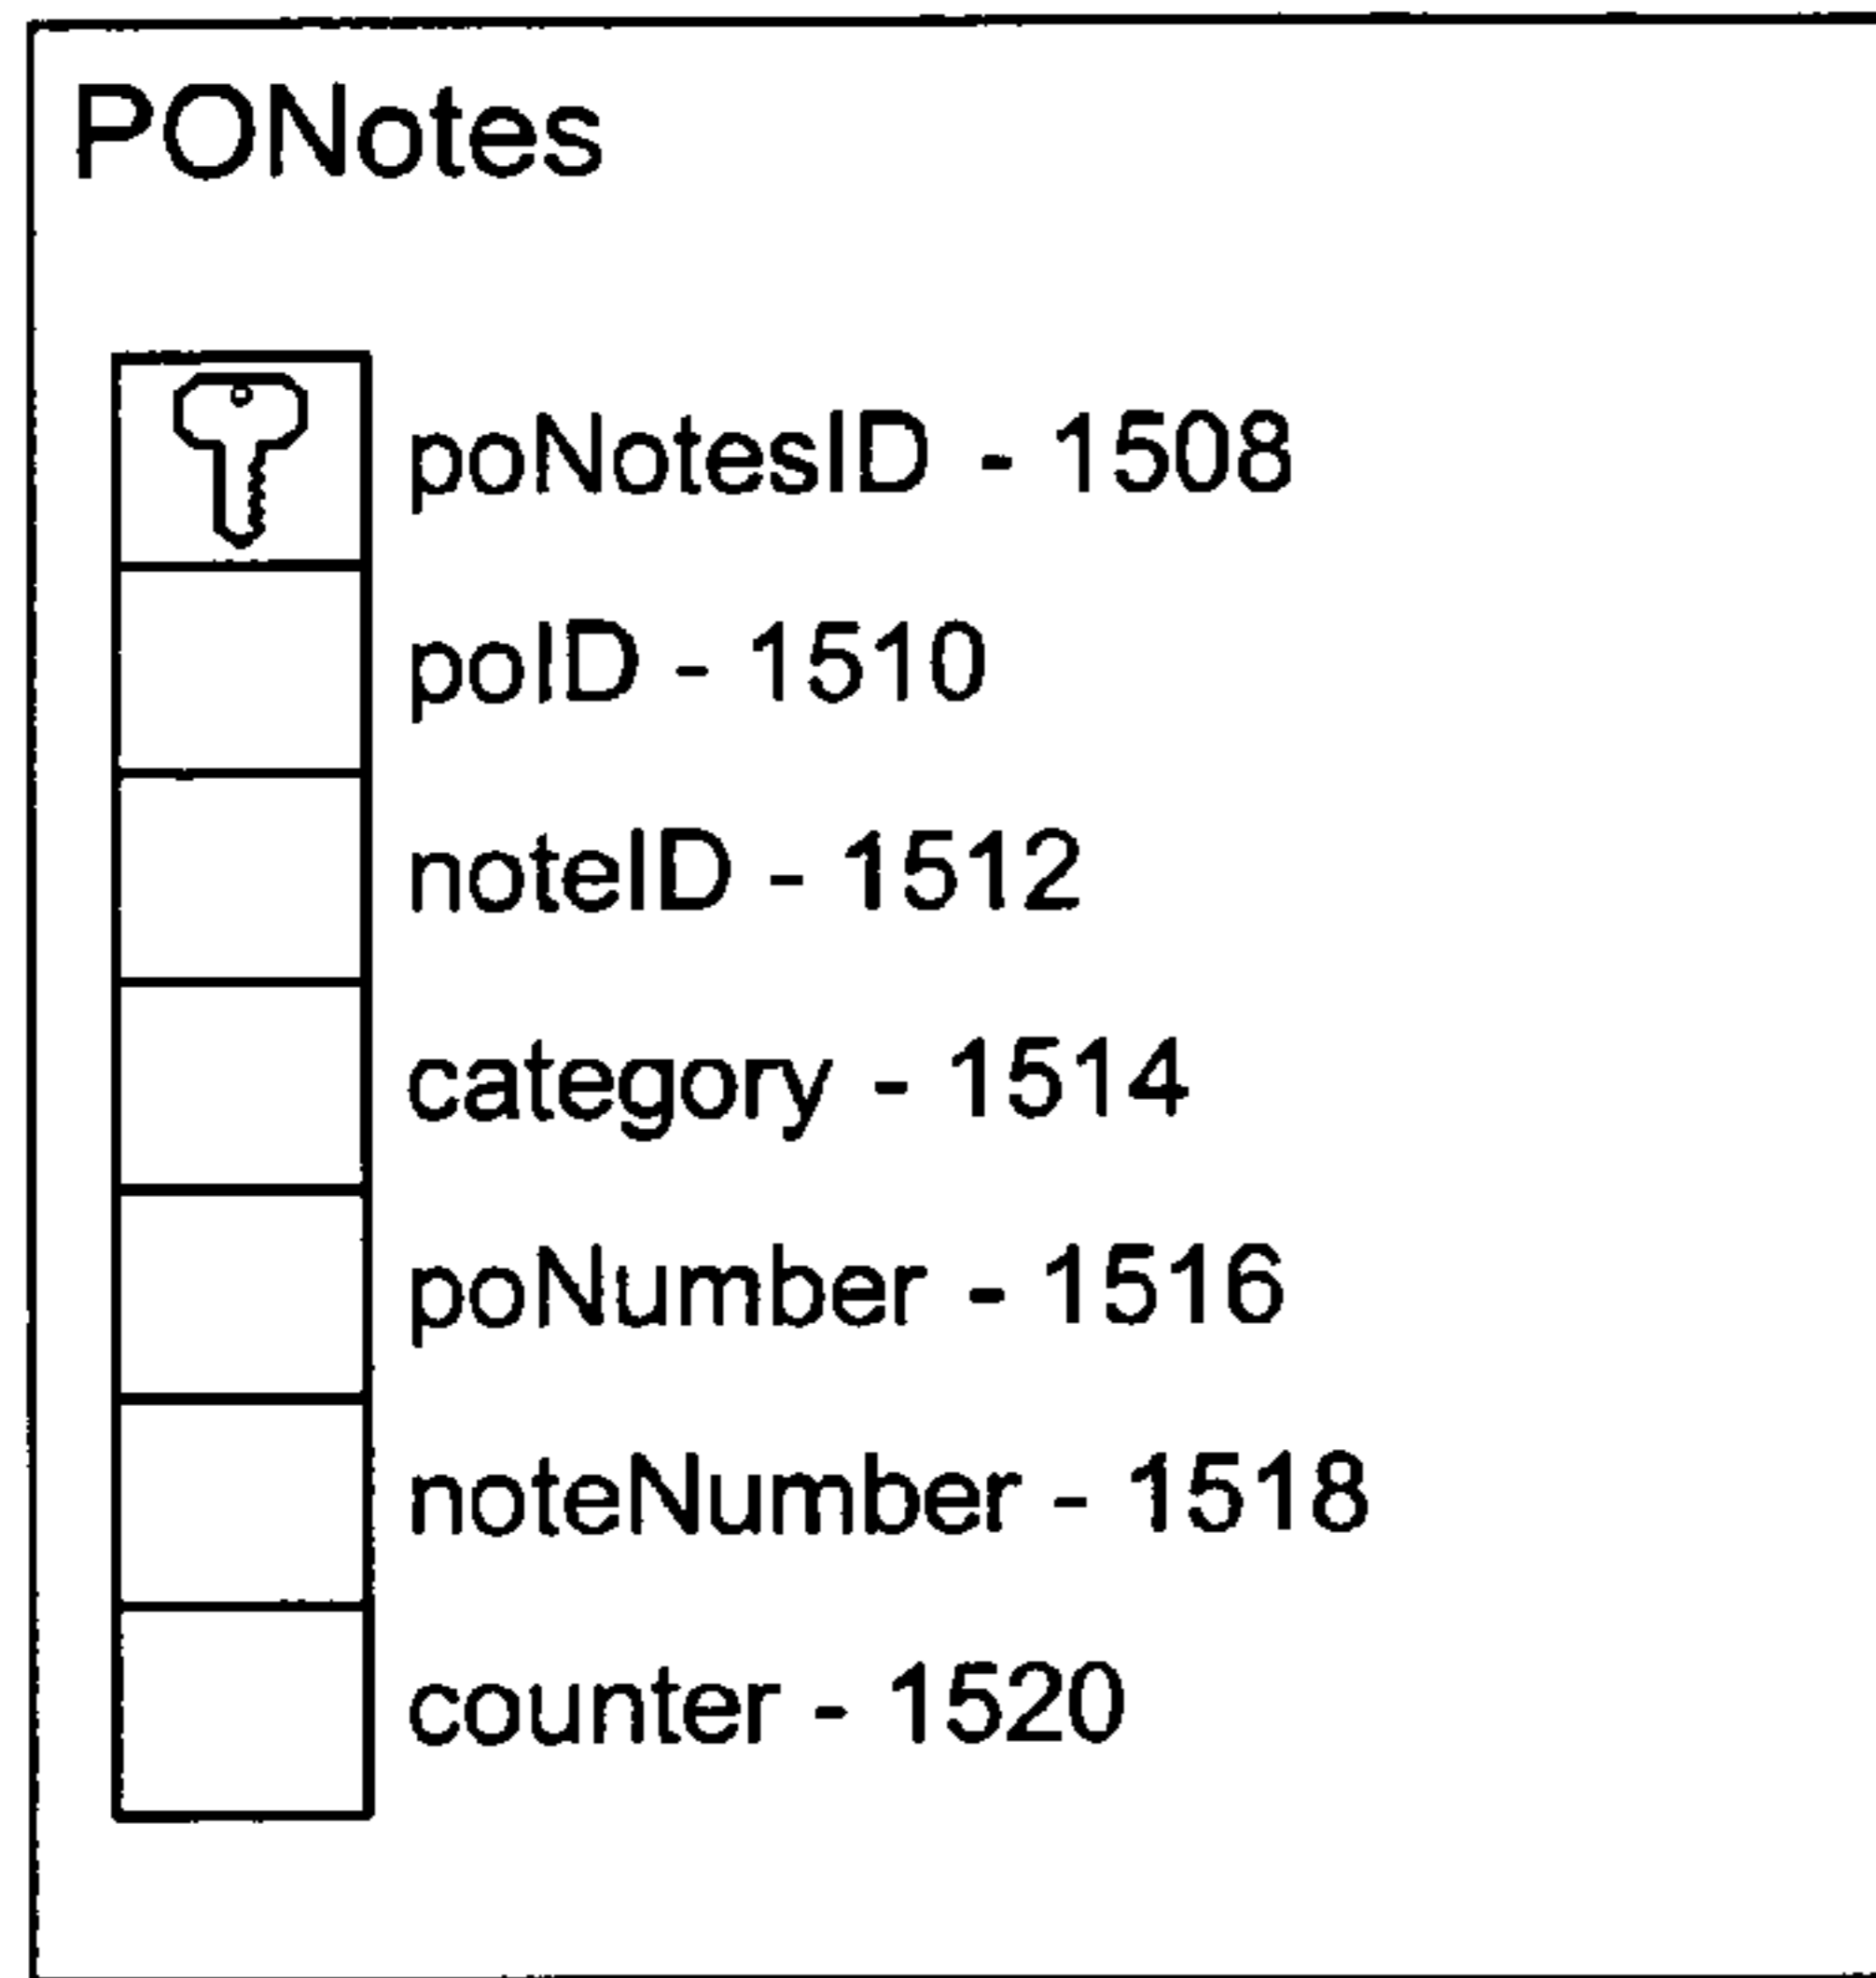 PONotes
poNotesID - 1508
poID - 1510
noteID - 1512
category - 1514
poNumber - 1516
noteNumber - 1518
counter - 1520